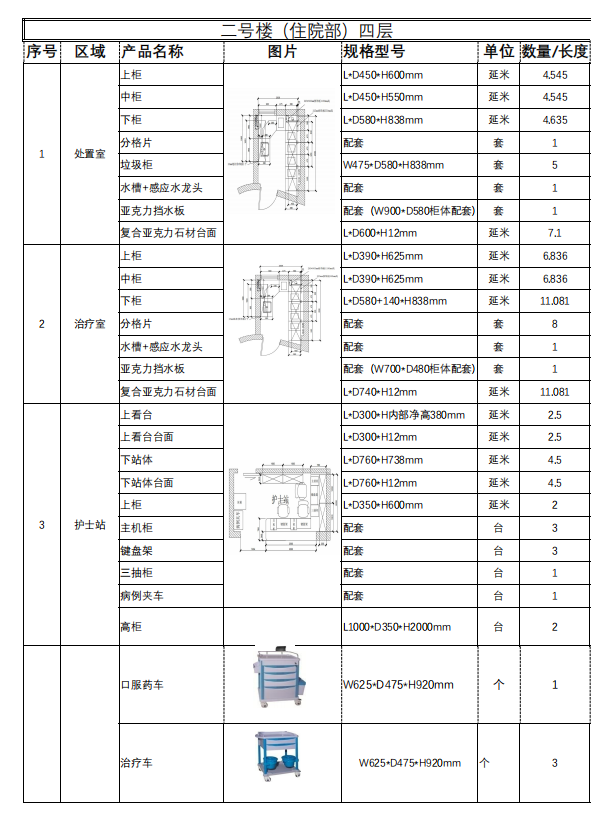 二号楼（住院部）四层
序号 区域 产品名称 图片 规格型号 单位 数量/长度
1 处置室
上柜 L*D450*H600mm 延米 4.545
中柜 L*D450*H550mm 延米 4.545
下柜 L*D580*H838mm 延米 4.635
分格片 配套 套 1
垃圾柜 W475*D580*H838mm 套 5
水槽+感应水龙头 配套 套 1
亚克力挡水板 配套（W900*D580柜体配套） 套 1
复合亚克力石材台面 L*D600*H12mm 延米 7.1
2 治疗室
上柜 L*D390*H625mm 延米 6.836
中柜 L*D390*H625mm 延米 6.836
下柜 L*D580+140*H838mm 延米 11.081
分格片 配套 套 8
水槽+感应水龙头 配套 套 1
亚克力挡水板 配套（W700*D480柜体配套） 套 1
复合亚克力石材台面 L*D740*H12mm 延米 11.081
3 护士站
护士站
上看台 L*D300*H内部净高380mm 延米 2.5
上看台台面 L*D300*H12mm 延米 2.5
下站体 L*D760*H738mm 延米 4.5
下站体台面 L*D760*H12mm 延米 4.5
上柜 L*D350*H600mm 延米 2
主机柜 配套 台 3
键盘架 配套 台 3
三抽柜 配套 台 1
病例夹车 配套 台 1
高柜 L1000*D350*H2000mm 台 2
口服药车 W625*D475*H920mm 个 1
治疗车 W625*D475*H920mm 个 3